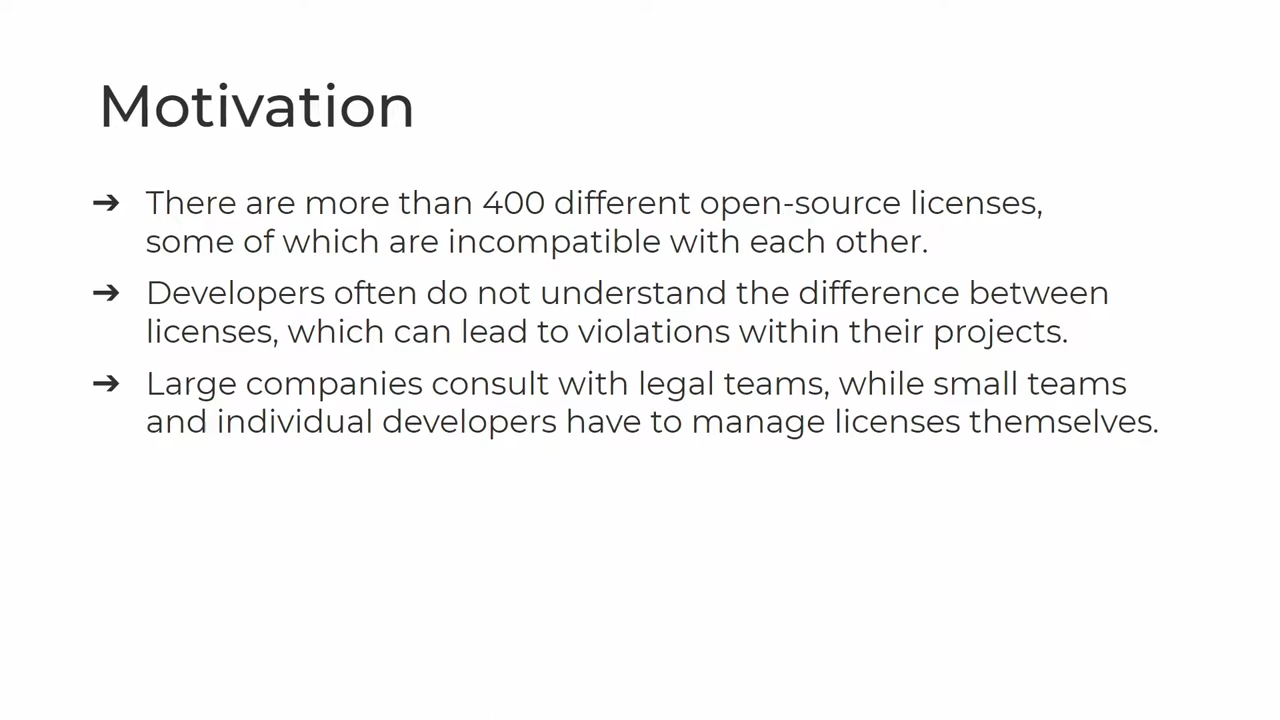 Motivation
➔ There are more than 400 different open-source licenses,
some of which are incompatible with each other.
➔ Developers often do not understand the difference between
licenses, which can lead to violations within their projects.
➔ Large companies consult with legal teams, while small teams
and individual developers have to manage licenses themselves.